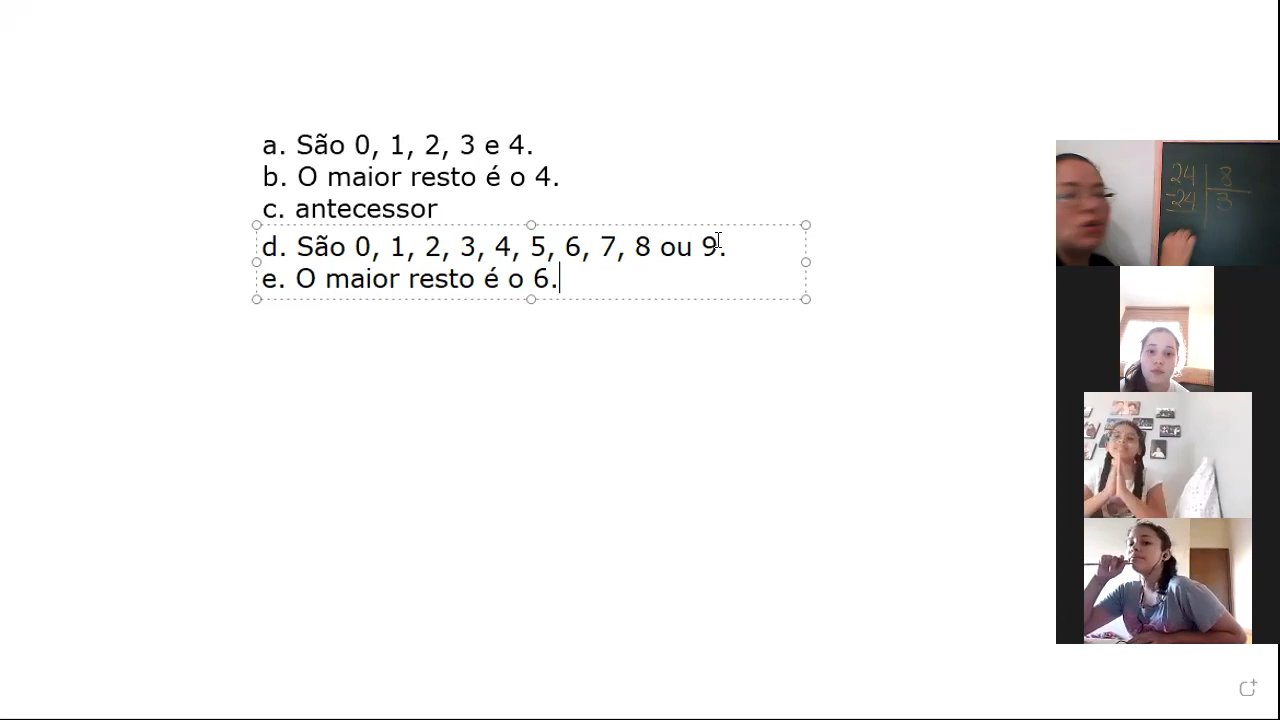 a. São 0, 1, 2, 3 e 4.
b. O maior resto é o 4.
c. antecessor
d. São 0, 1, 2, 3, 4, 5, 6, 7, 8 ou 9.
e. O maior resto é o 6.
24 8
-24 3